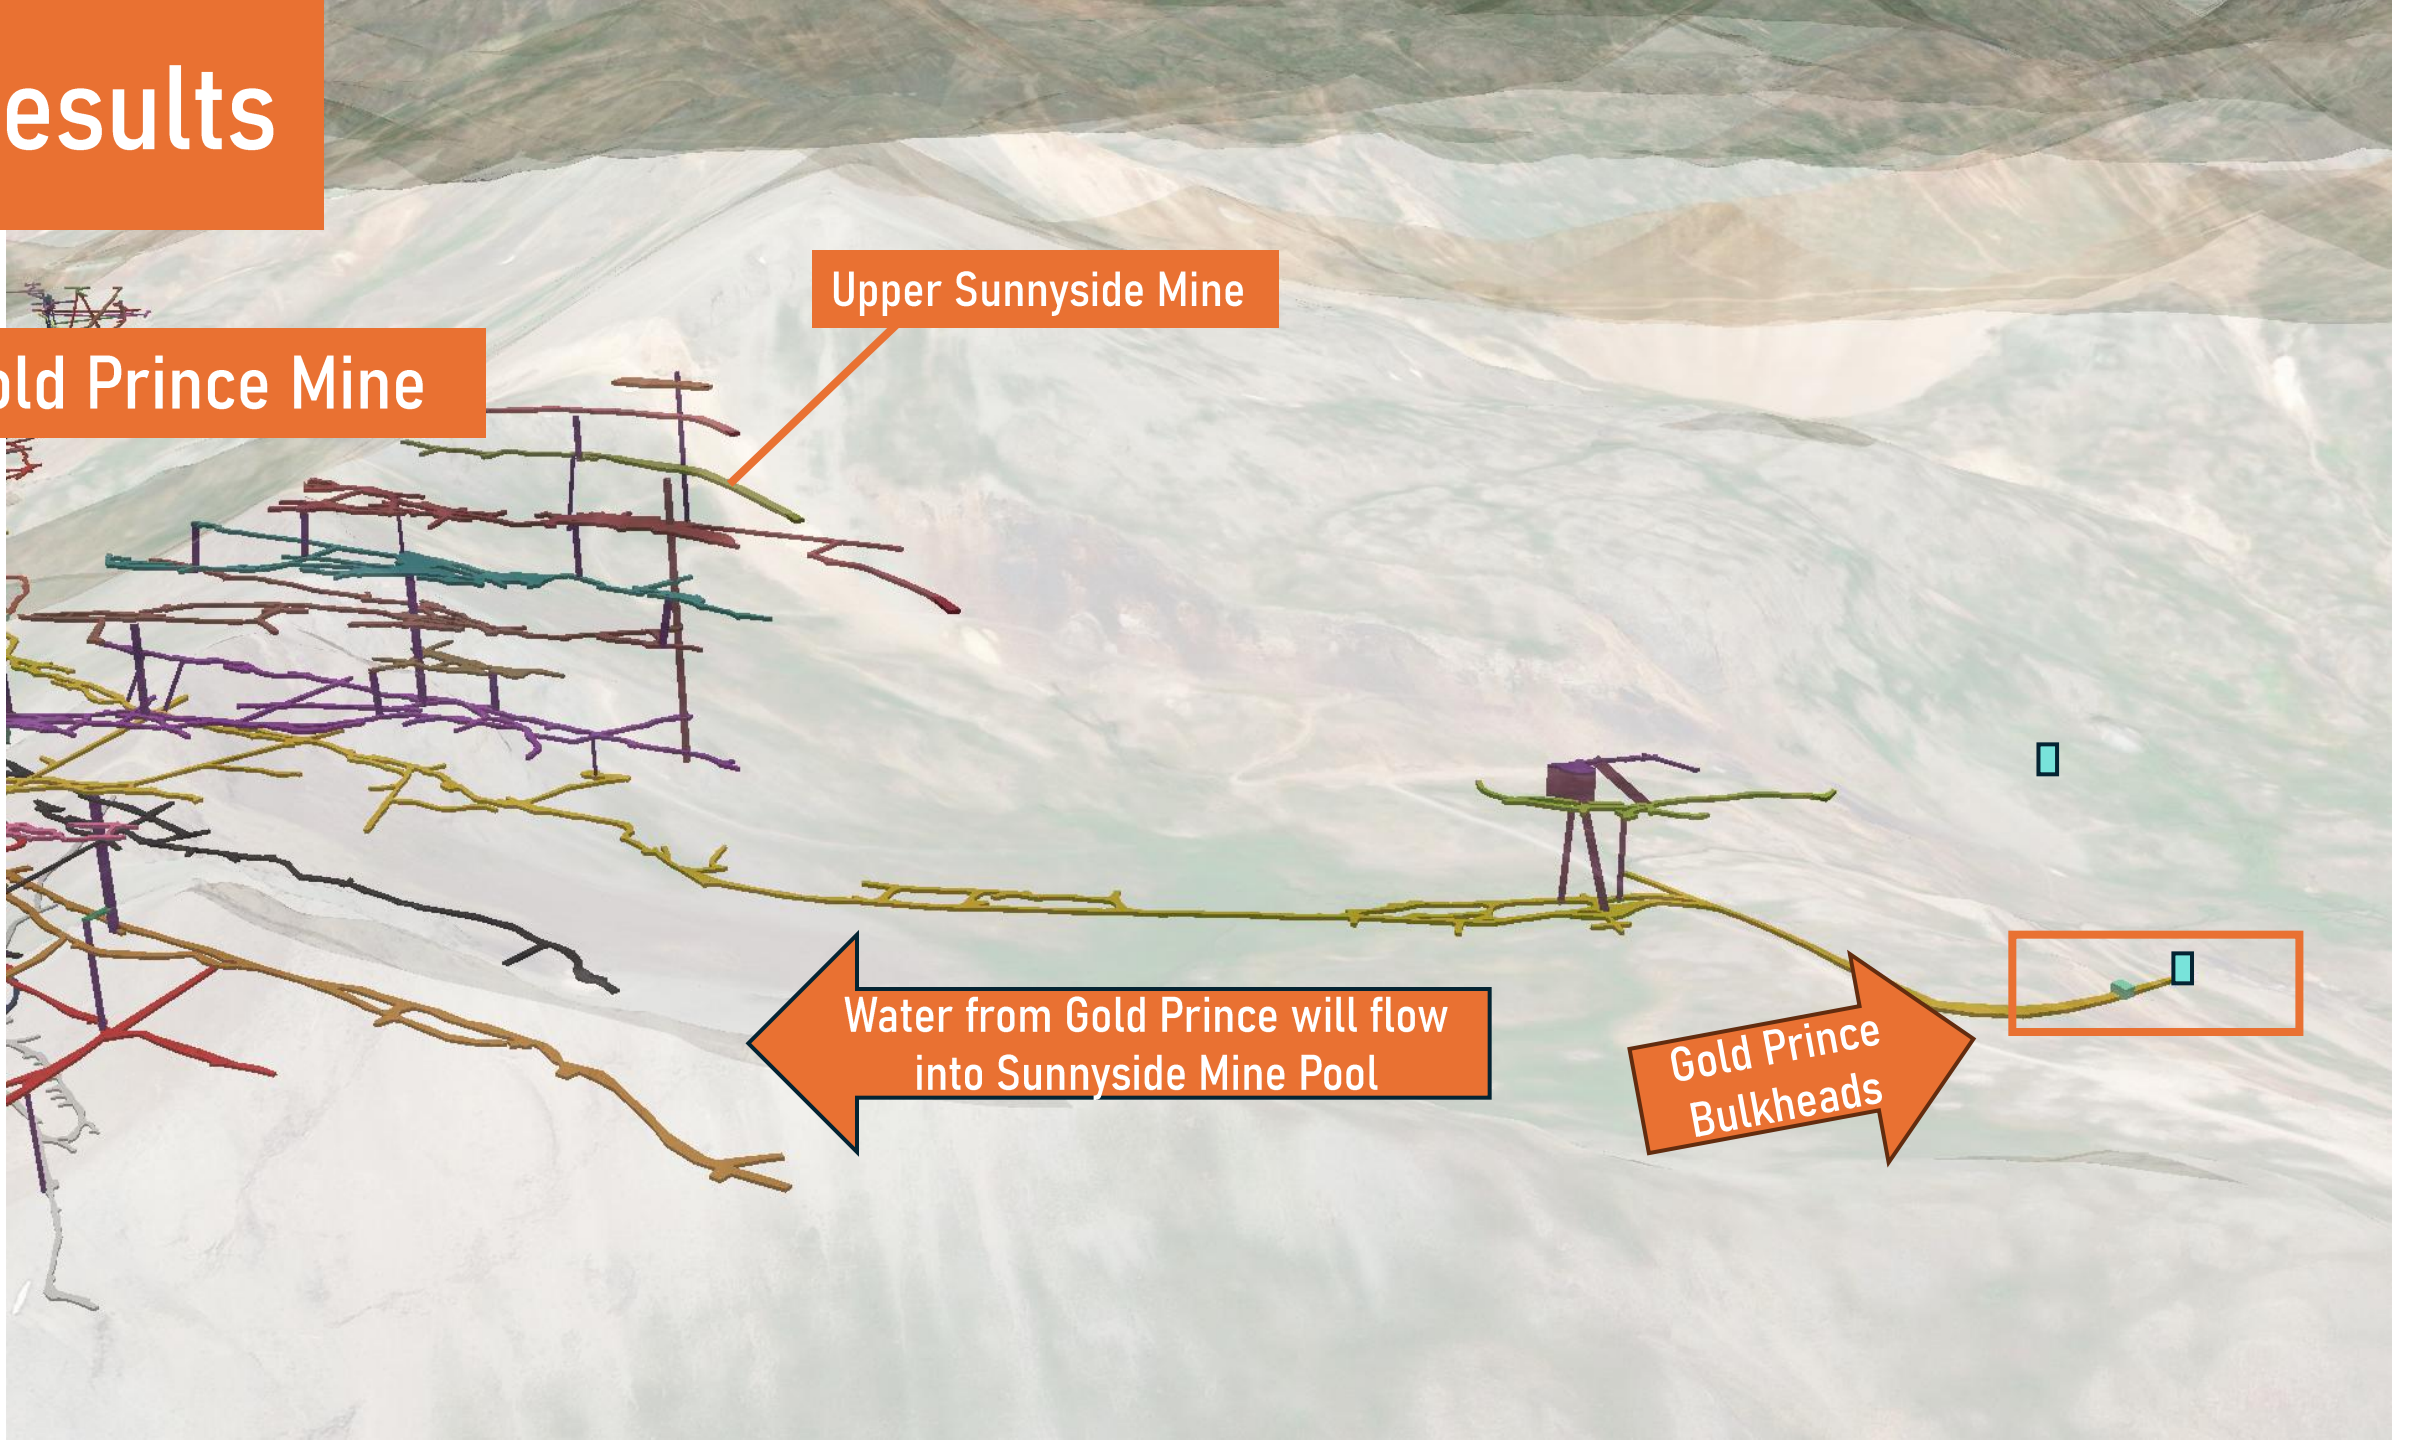 esults
Upper Sunnyside Mine
old Prince Mine
Water from Gold Prince will flow
into Sunnyside Mine Pool
Gold Prince
Bulkheads